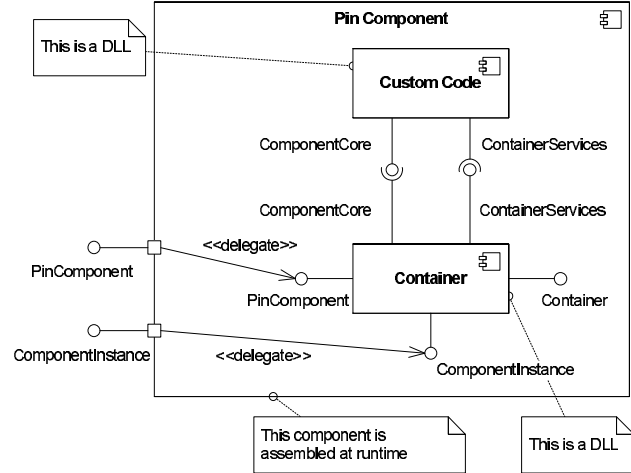 Pin Component
This is a DLL
Custom Code
ComponentCore
ContainerServices
ComponentCore
ContainerServices
<<delegate>>
PinComponent
PinComponent
Container
Container
ComponentInstance
<<delegate>>
ComponentInstance
This component is
assembled at runtime
This is a DLL